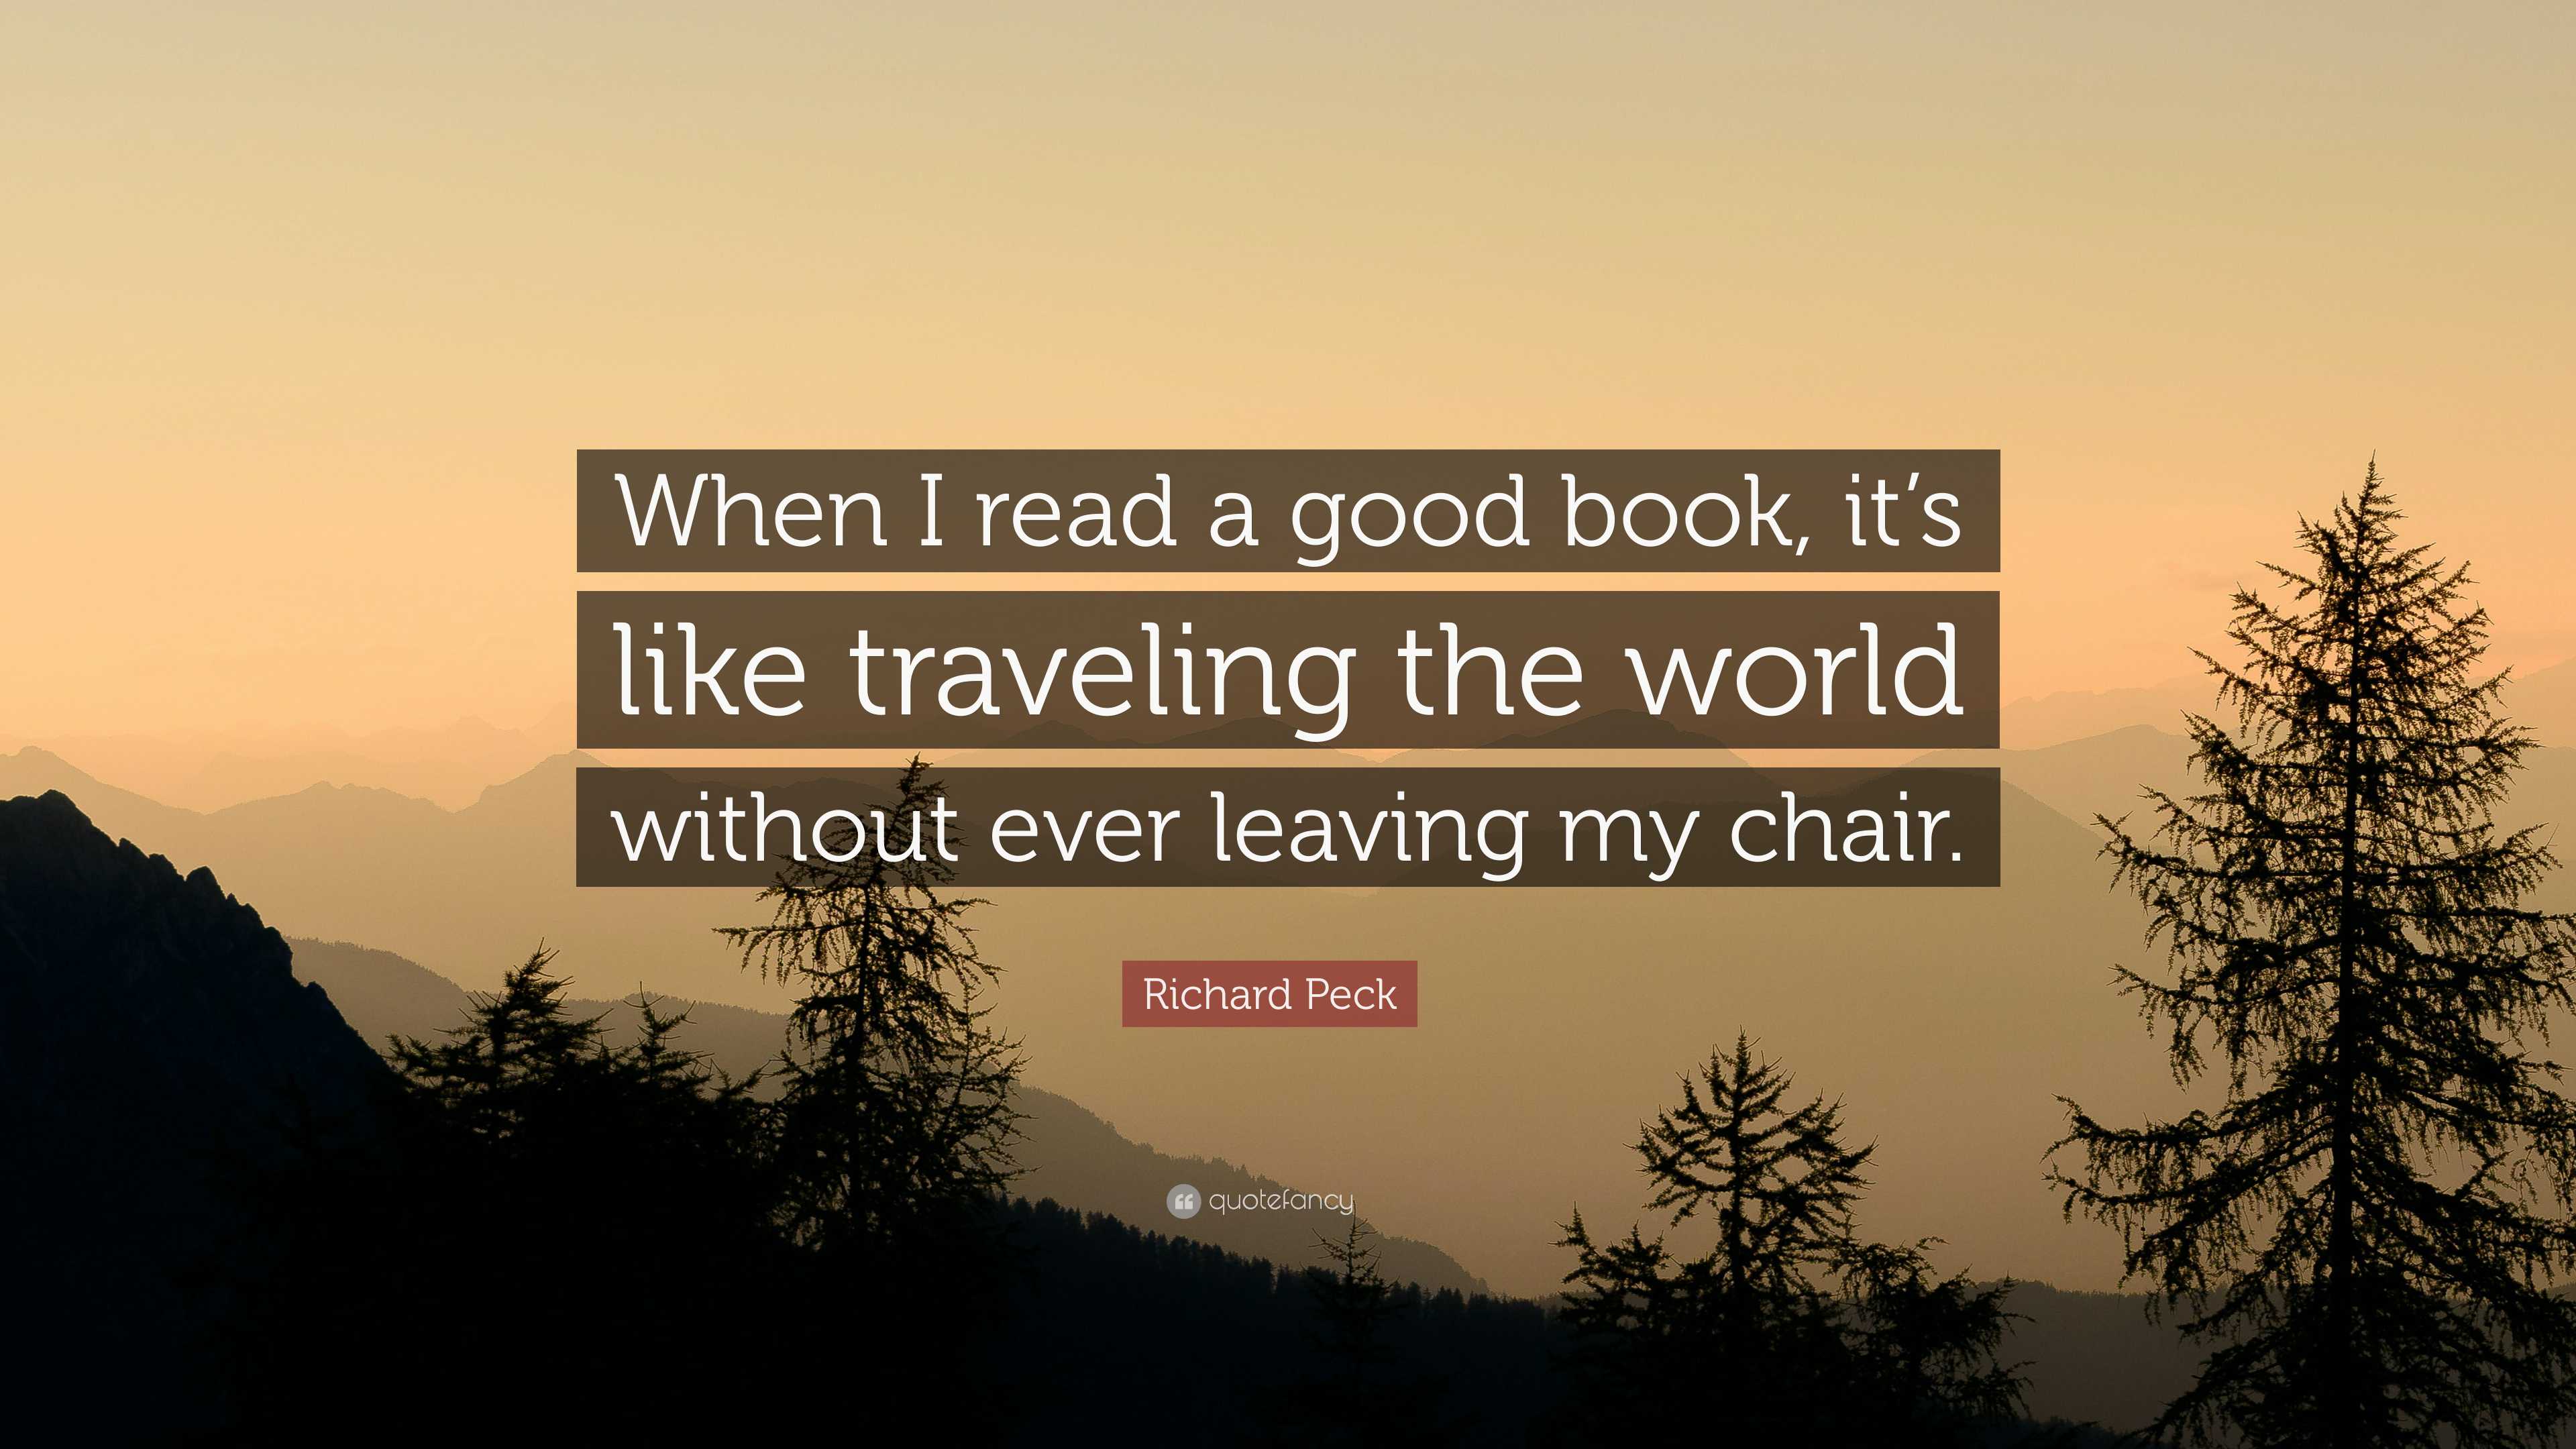 When I read a good book, it’s
like traveling the world
without ever leaving my chair.
Richard Peck
quotefancy